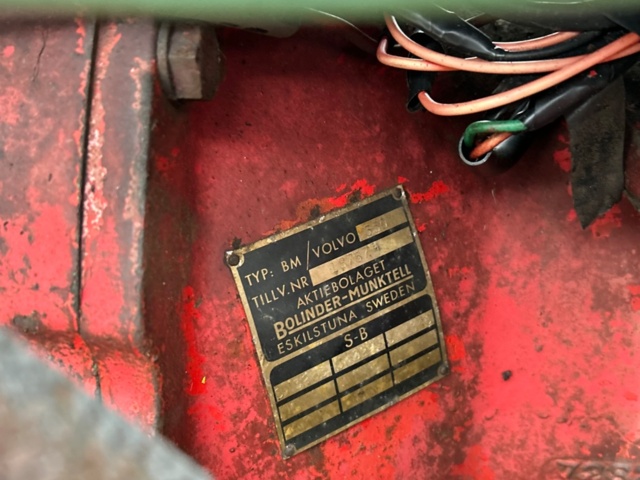 TYP: BM/VOLVO
TILLV.NR
AKTIEBOLAGET
BOLINDER-MUNKTELL
ESKILSTUNA SWEDEN
S-B